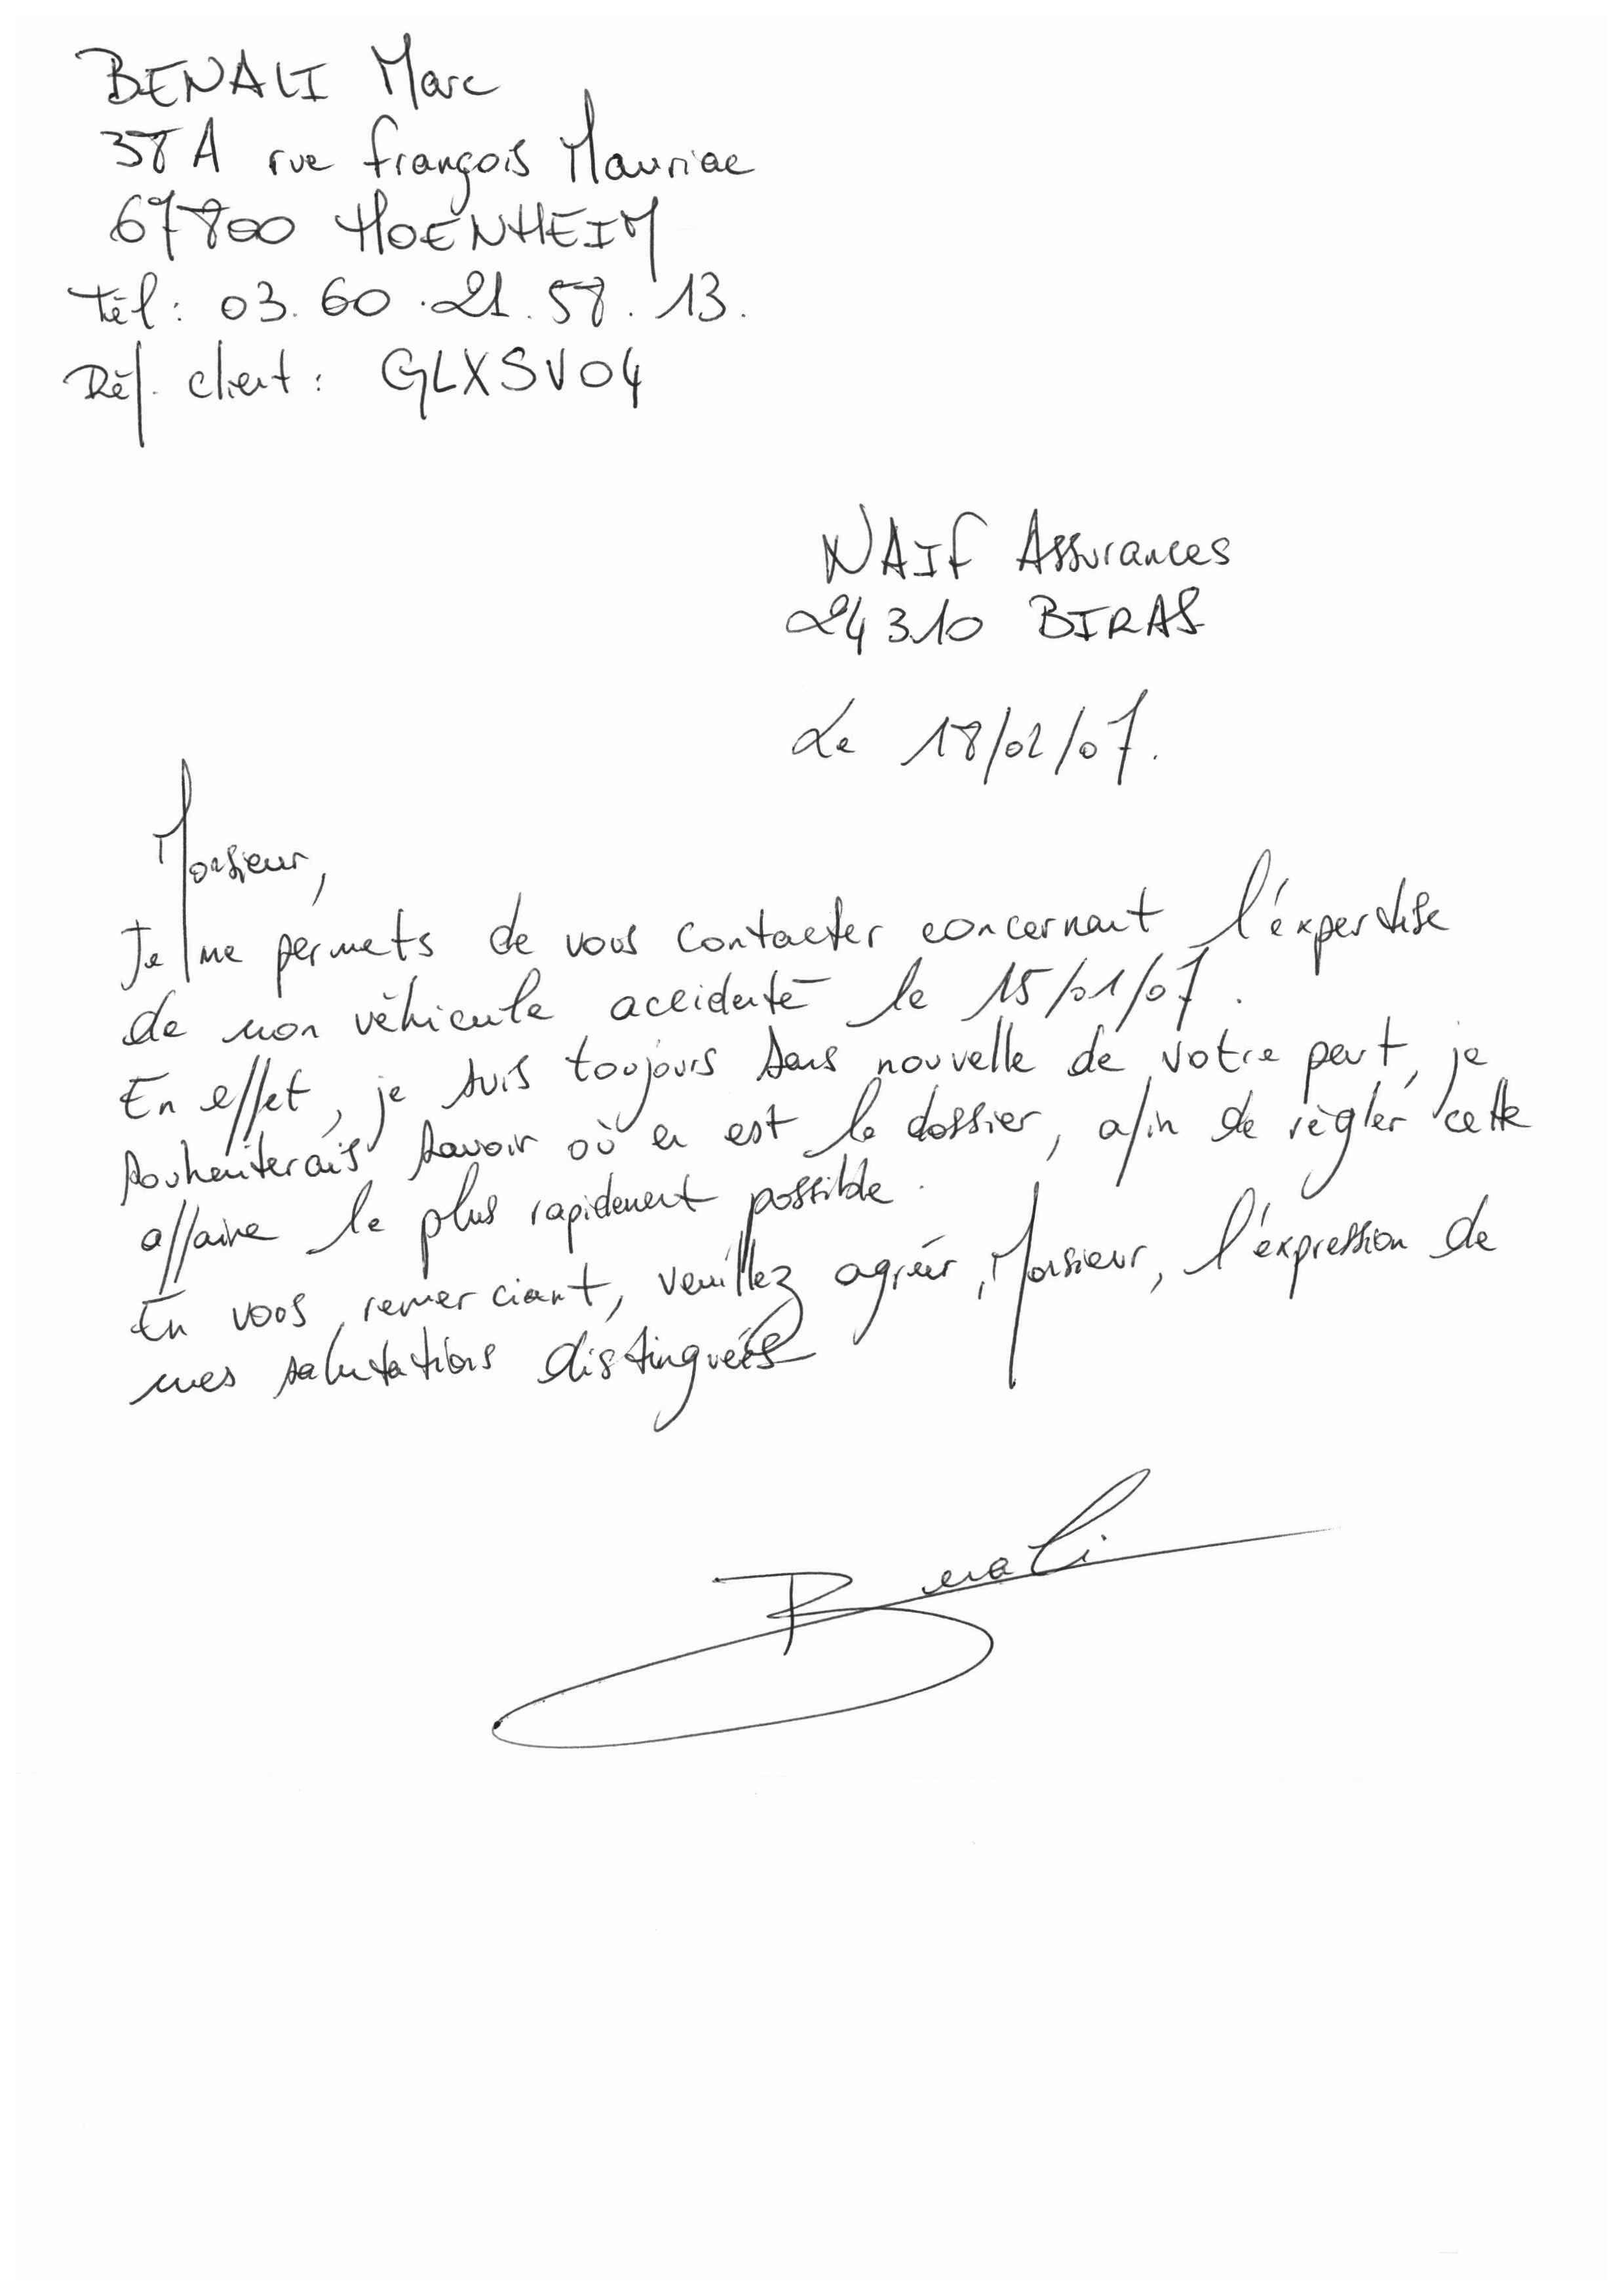 BENALI Marc
38A rue françois Mauriac
67800 HOENHEIM
tél : 03.60.21.58.13.
Réf. client : GLXSV04
NAIF Assurances
24310 BIRAS
Le 18/02/07.
Monsieur,
Je me permets de vous contacter concernant l'expertise
de mon véhicule accidenté le 15/01/07.
En effet, je suis toujours sans nouvelle de votre part, je
souhaiterais savoir où en est le dossier, afin de régler cette
affaire le plus rapidement possible.
En vous remerciant, veuillez agréer, Monsieur, l'expression de
mes salutations distinguées
Benali